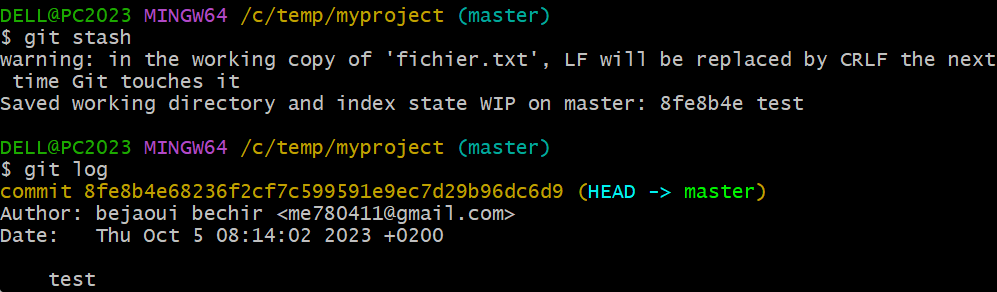 DELL@PC2023 MINGW64 /c/temp/myproject (master)
$ git stash
warning: in the working copy of 'fichier.txt', LF will be replaced by CRLF the next
 time Git touches it
Saved working directory and index state WIP on master: 8fe8b4e test
DELL@PC2023 MINGW64 /c/temp/myproject (master)
$ git log
commit 8fe8b4e68236f2cf7c599591e9ec7d29b96dc6d9 (HEAD -> master)
Author: bejaoui bechir <me780411@gmail.com>
Date:   Thu Oct 5 08:14:02 2023 +0200
    test